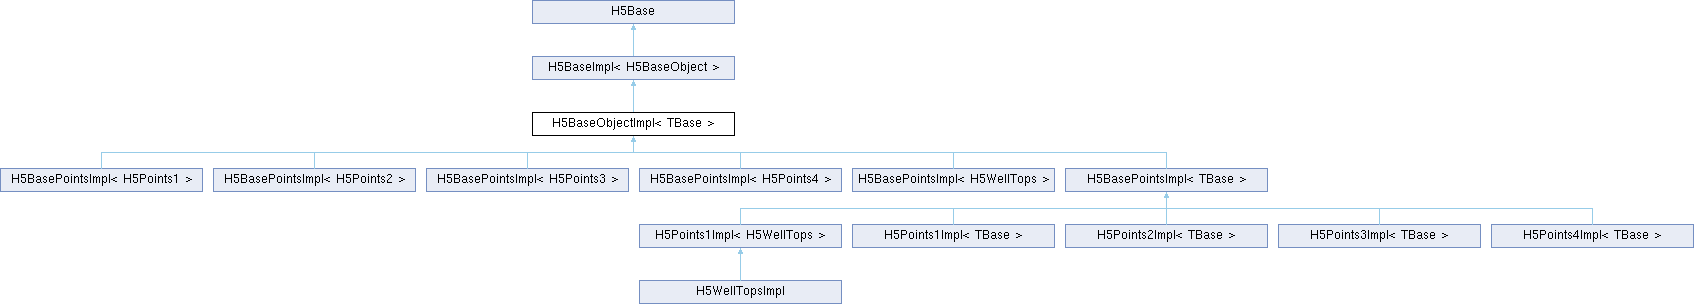 H5Base
H5BaseImpl< H5BaseObject >
H5BaseObjectImpl< TBase >
H5BasePointsImpl< H5Points1 >
H5BasePointsImpl< H5Points2 >
H5BasePointsImpl< H5Points3 >
H5BasePointsImpl< H5Points4 >
H5BasePointsImpl< H5WellTops >
H5BasePointsImpl< TBase >
H5Points1Impl< H5WellTops >
H5Points1Impl< TBase >
H5Points2Impl< TBase >
H5Points3Impl< TBase >
H5Points4Impl< TBase >
H5WellTopsImpl